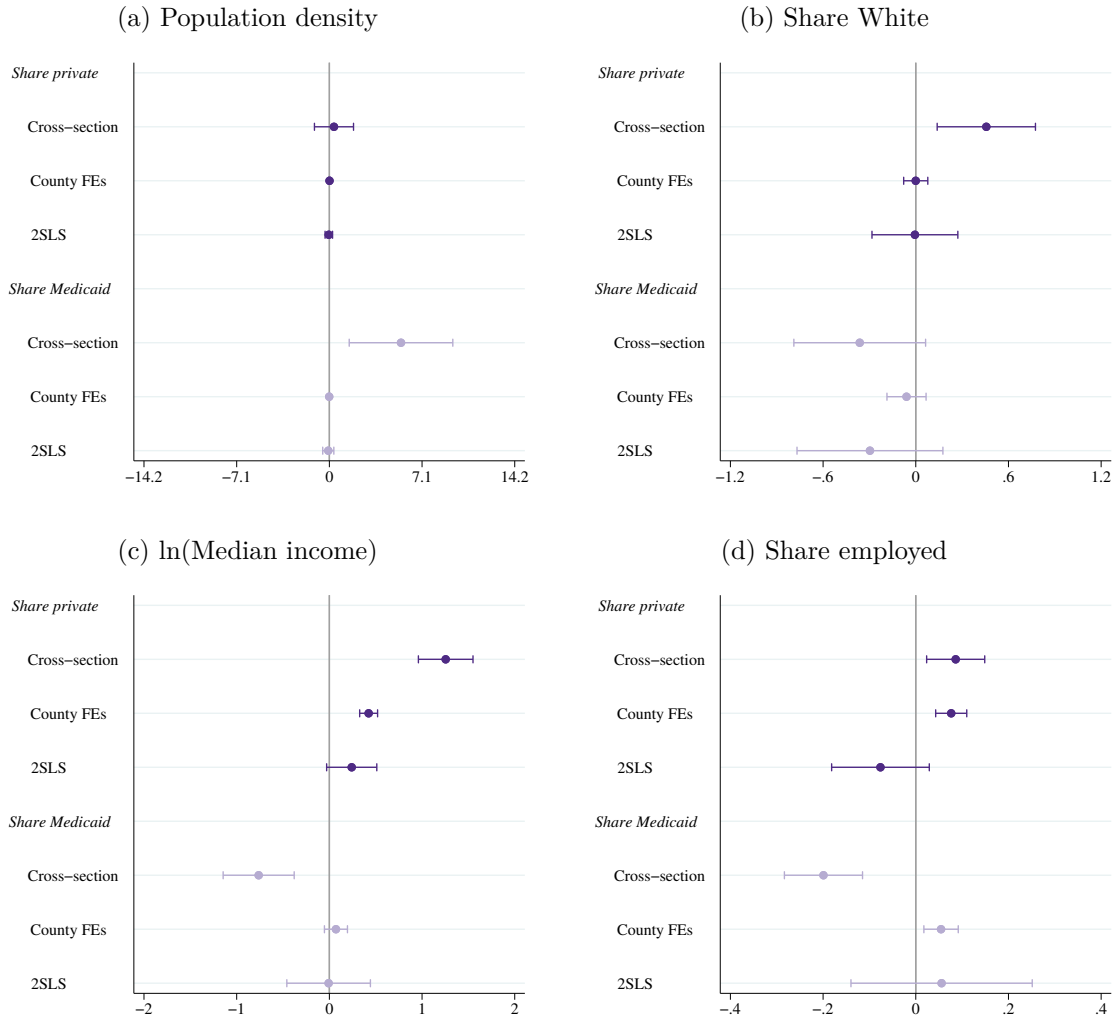 (a) Population density
Share private
Cross−section
County FEs
2SLS
Share Medicaid
Cross−section
County FEs
2SLS
−14.2 −7.1 0 7.1 14.2
(b) Share White
Share private
Cross−section
County FEs
2SLS
Share Medicaid
Cross−section
County FEs
2SLS
−1.2 −.6 0 .6 1.2
(c) ln(Median income)
Share private
Cross−section
County FEs
2SLS
Share Medicaid
Cross−section
County FEs
2SLS
−2 −1 0 1 2
(d) Share employed
Share private
Cross−section
County FEs
2SLS
Share Medicaid
Cross−section
County FEs
2SLS
−.4 −.2 0 .2 .4